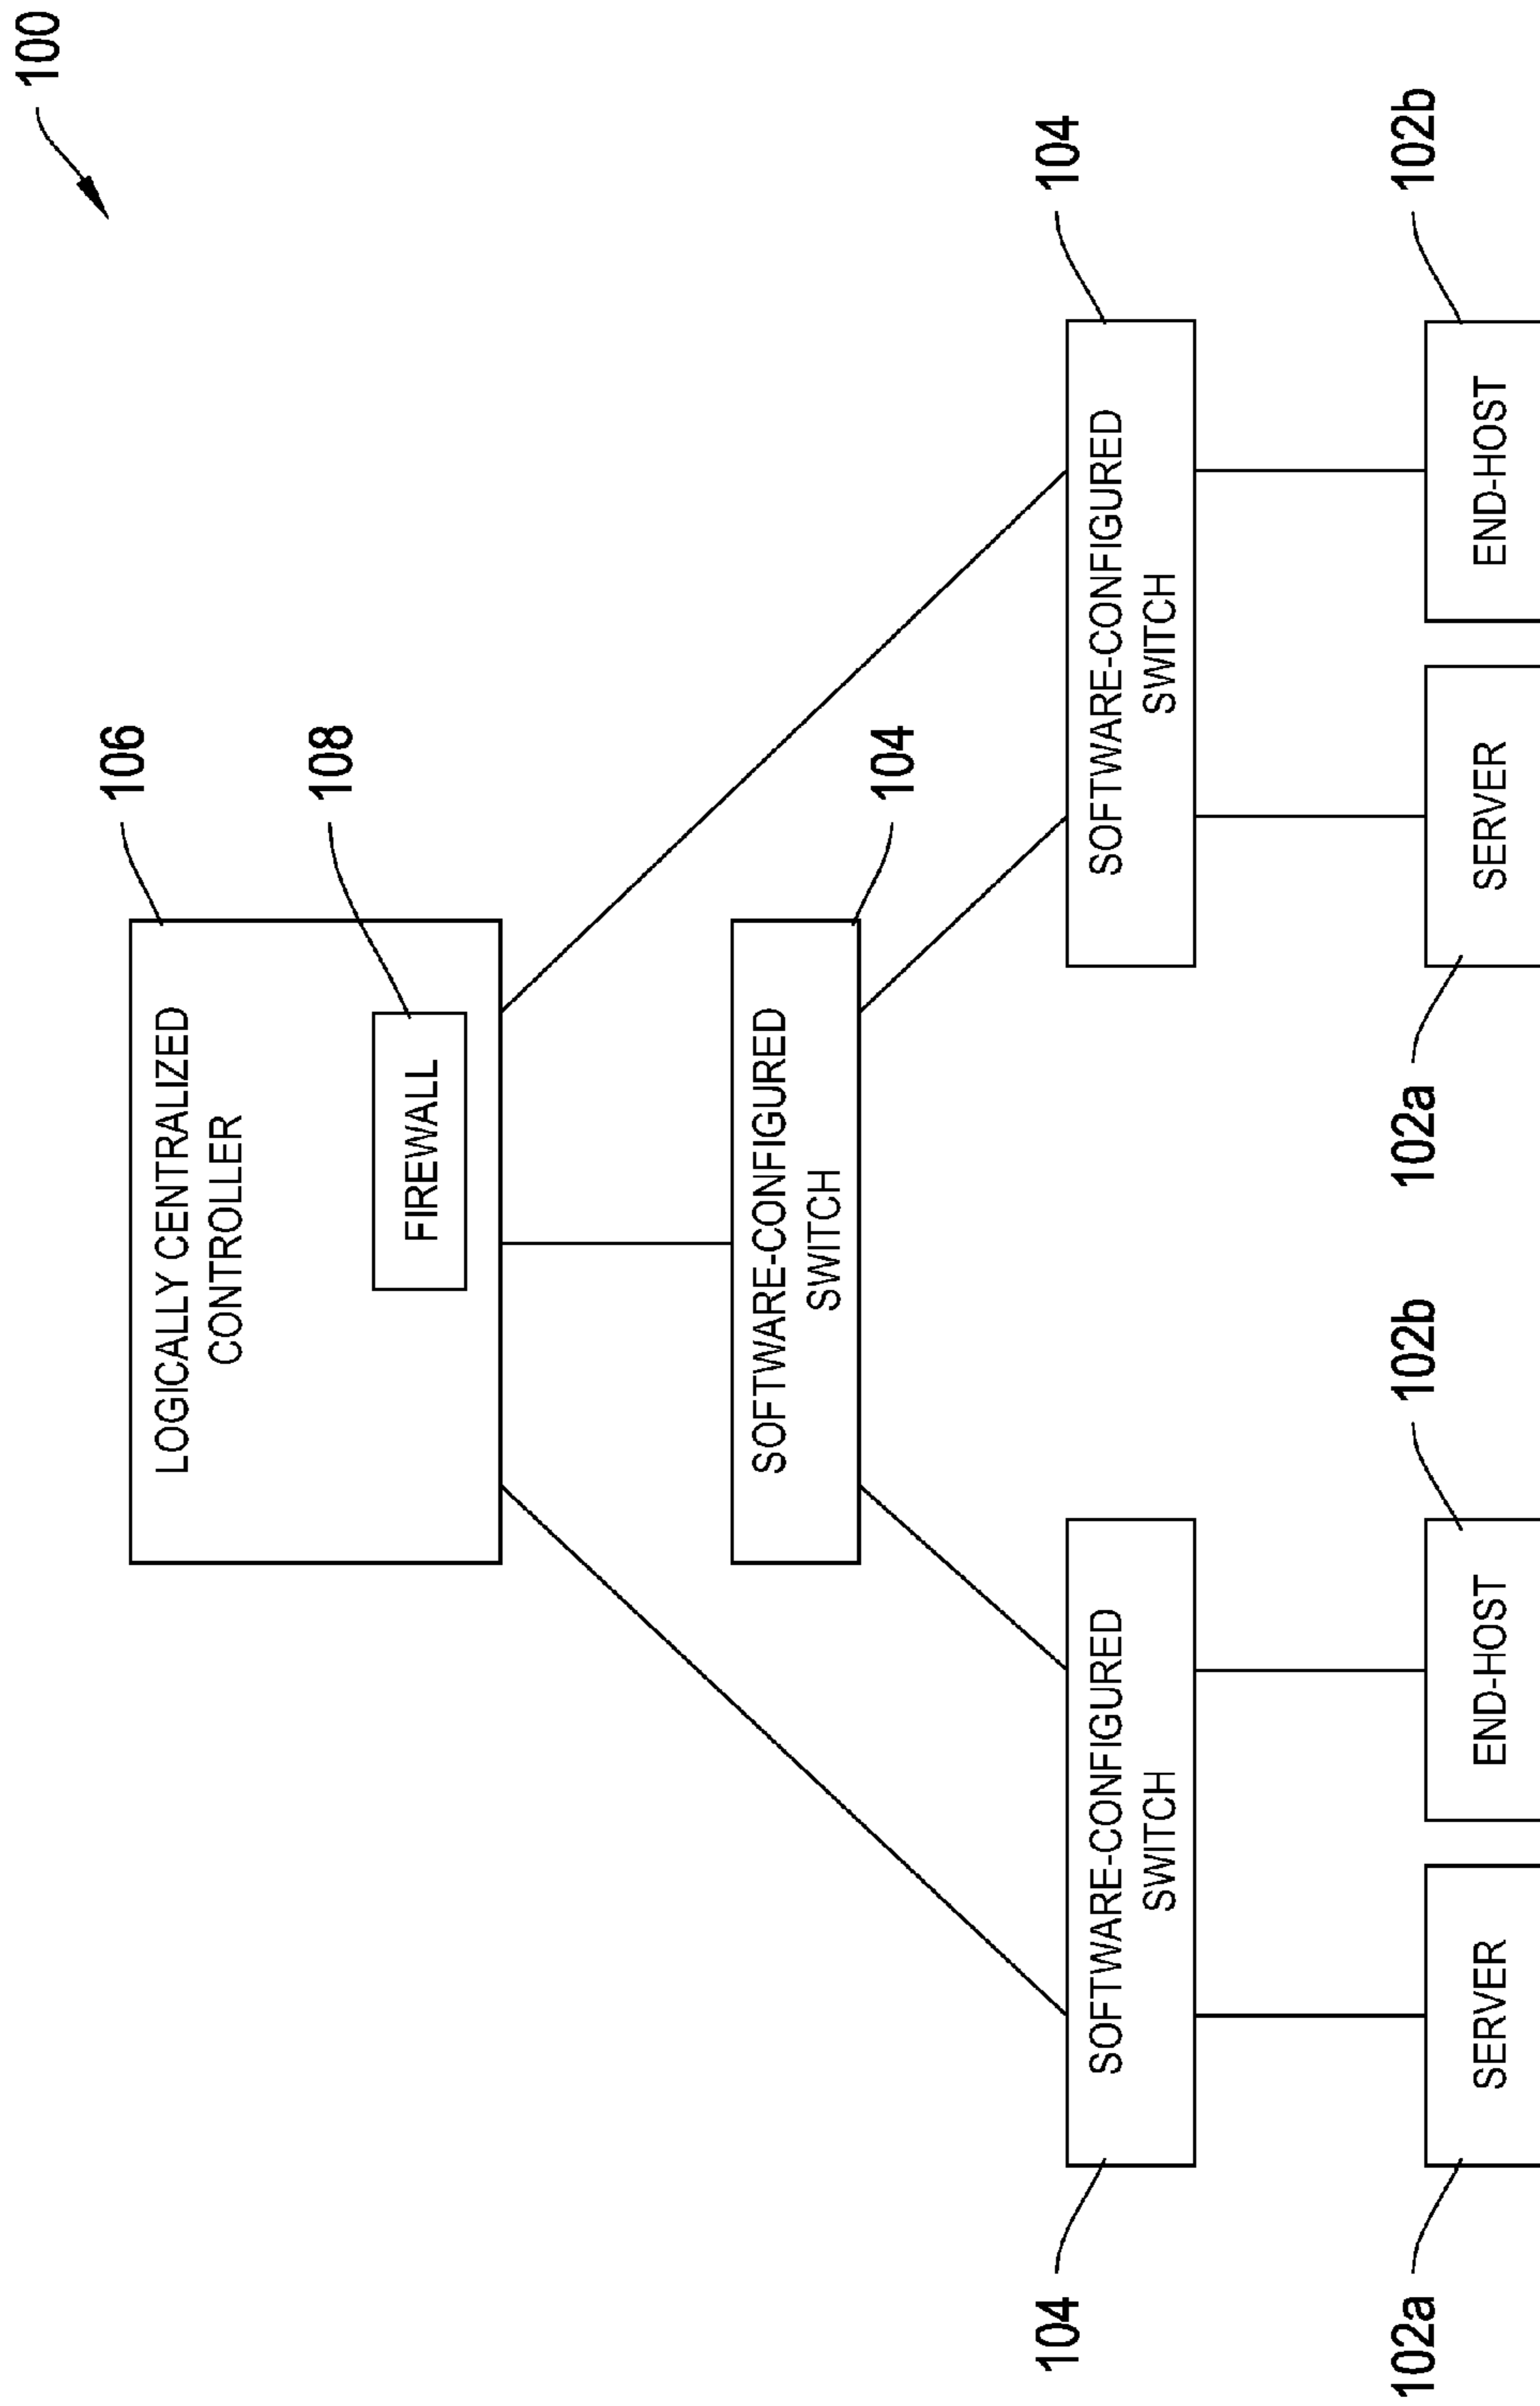 100
106
LOGICALLY CENTRALIZED
CONTROLLER
108
FIREWALL
104
SOFTWARE-CONFIGURED
SWITCH
104
SOFTWARE-CONFIGURED
SWITCH
104
SOFTWARE-CONFIGURED
SWITCH
102a
SERVER
102b
END-HOST
102a
SERVER
102b
END-HOST